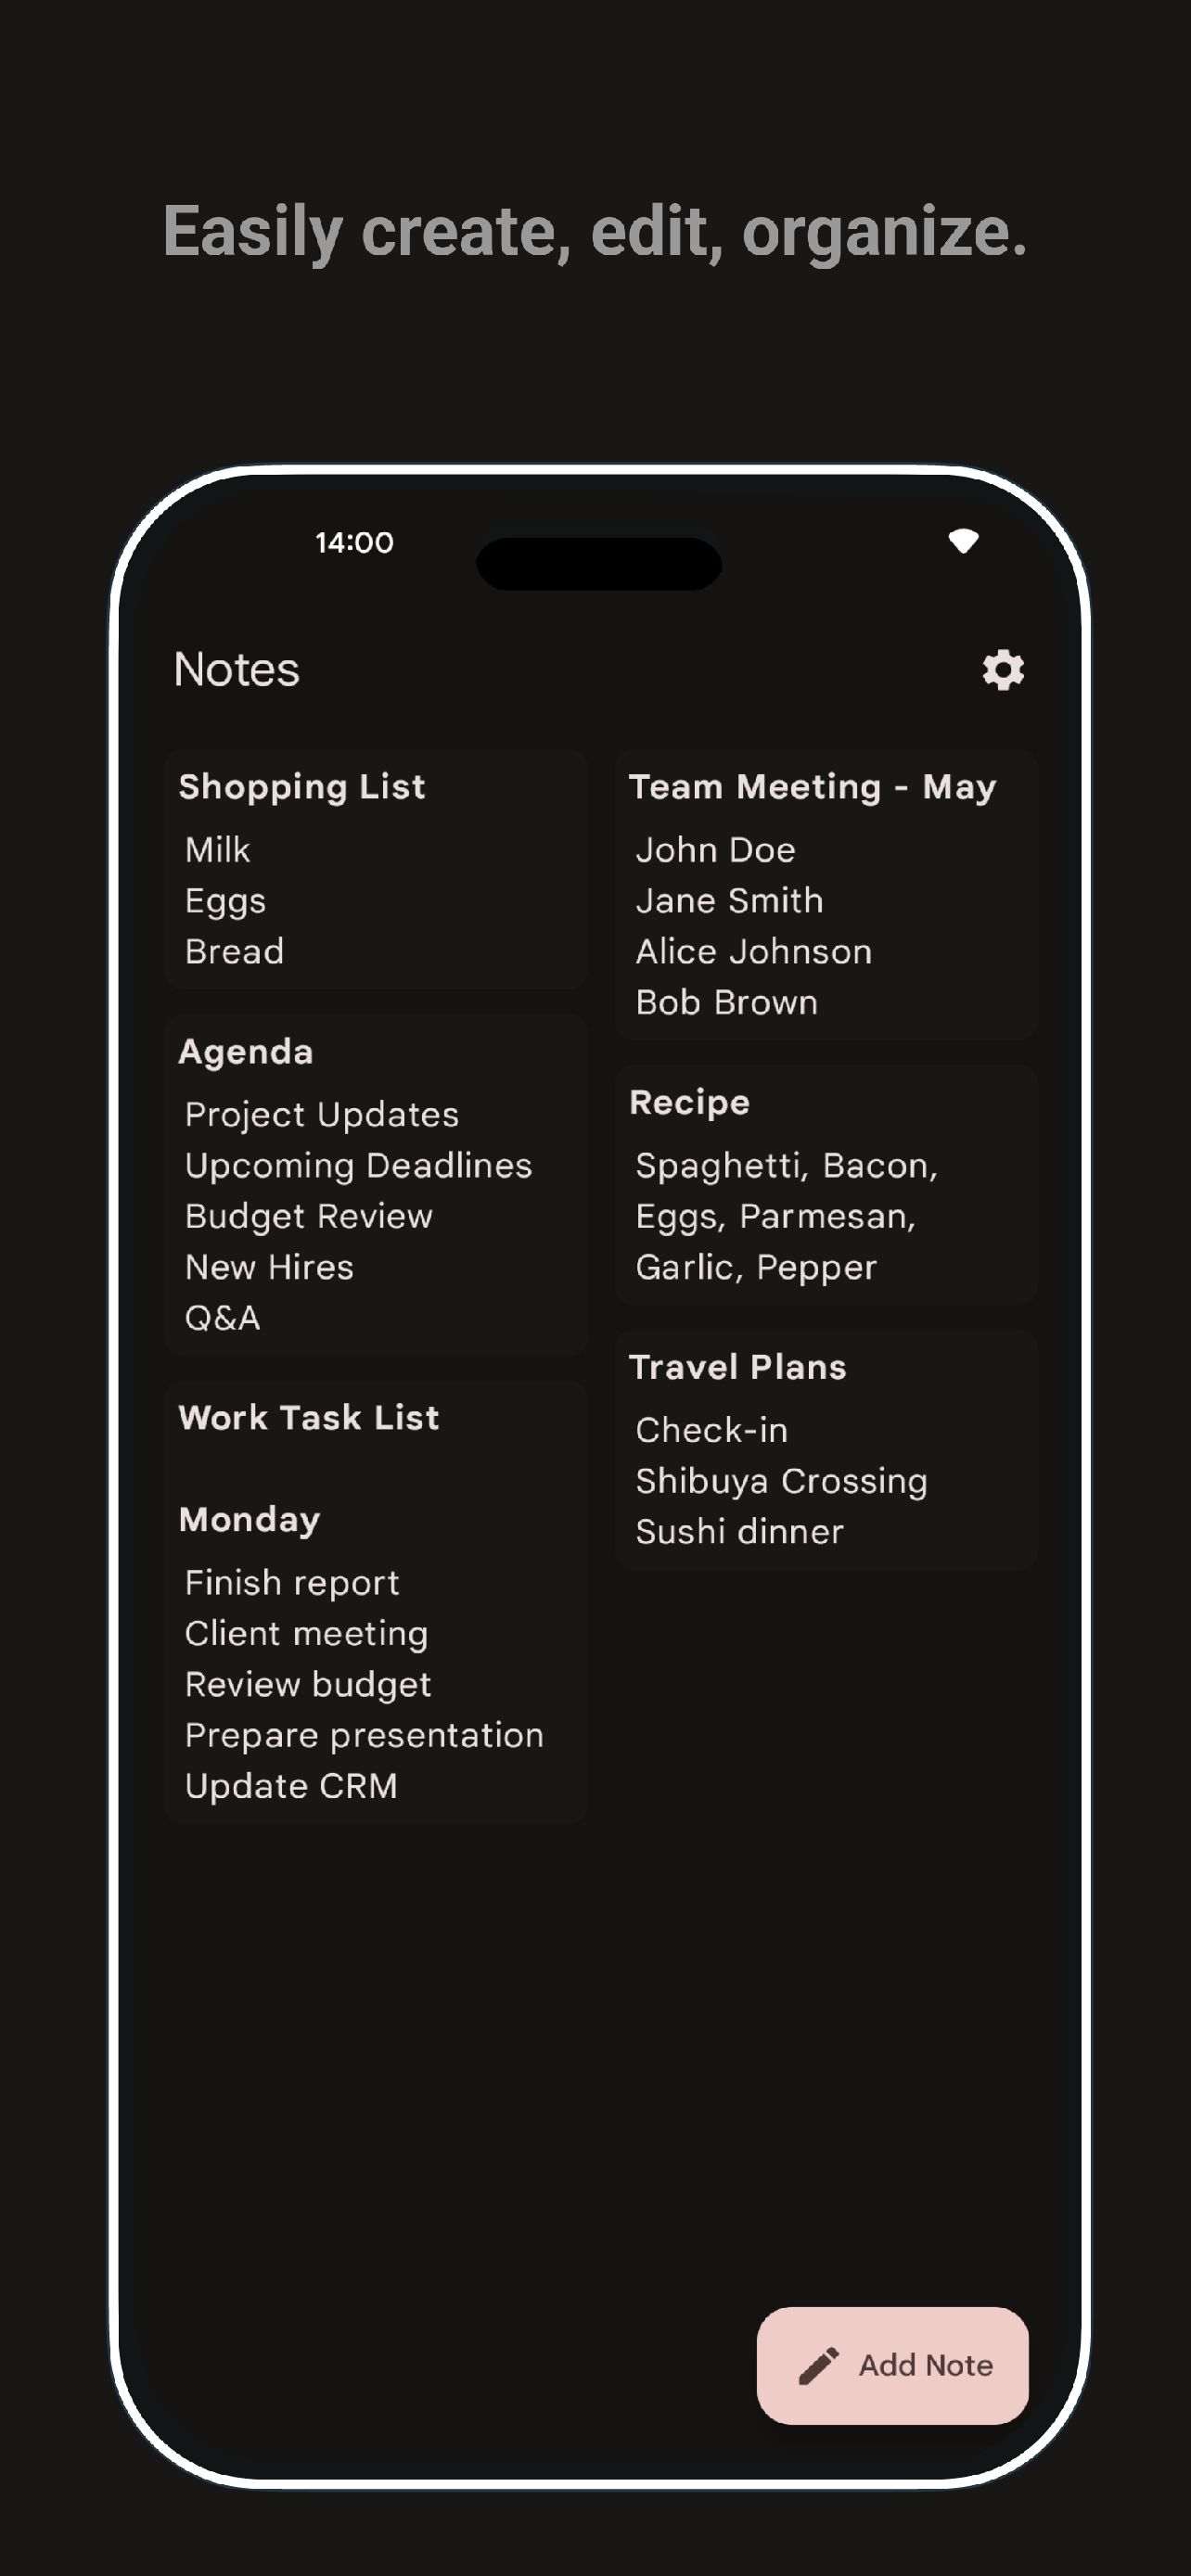 Easily create, edit, organize.
14:00
Notes
Shopping List
Milk
Eggs
Bread
Agenda
Project Updates
Upcoming Deadlines
Budget Review
New Hires
Q&A
Work Task List
Monday
Finish report
Client meeting
Review budget
Prepare presentation
Update CRM
Team Meeting - May
John Doe
Jane Smith
Alice Johnson
Bob Brown
Recipe
Spaghetti, Bacon,
Eggs, Parmesan,
Garlic, Pepper
Travel Plans
Check-in
Shibuya Crossing
Sushi dinner
Add Note